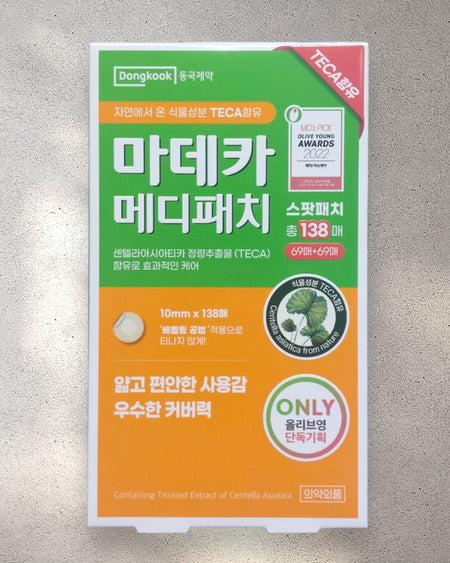 Dongkook 동국제약
TECA함유
자연에서 온 식물성분 TECA함유
마데카
메디패치
MD's PICK
OLIVE YOUNG
AWARDS
2022
스팟패치
총 138 매
69매+69매
센텔라아시아티카 정량추출물 (TECA)
함유로 효과적인 케어
식물성분 TECA함유
Centella asiatica from nature
10mm x 138매
'베벨링 공법'적용으로
티나지 않게!
얇고 편안한 사용감
우수한 커버력
ONLY
올리브영
단독기획
Containing Titrated Extract of Centella Asiatica
의약외품